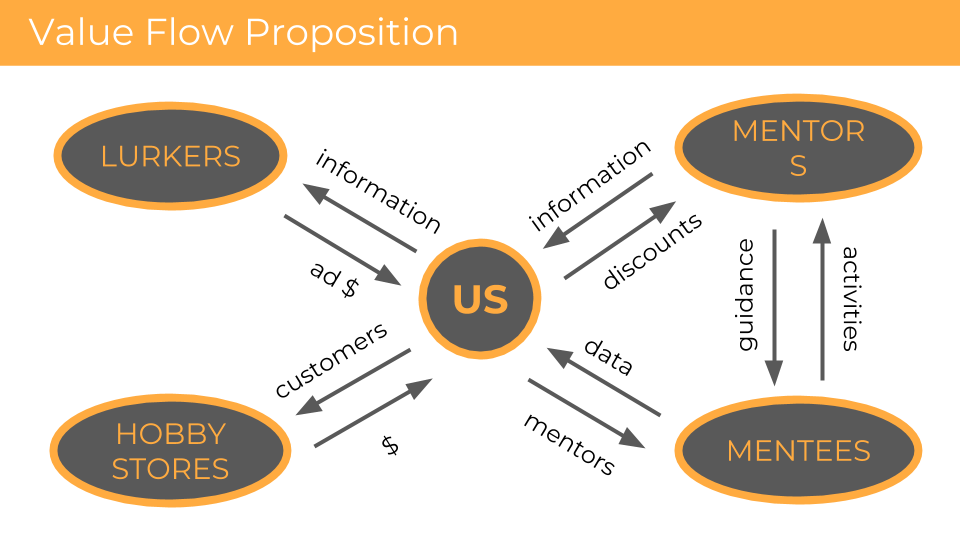 Value Flow Proposition
LURKERS
information
ad $
MENTOR
S
information
discounts
US
guidance
activities
customers
$
HOBBY
STORES
data
mentors
MENTEES